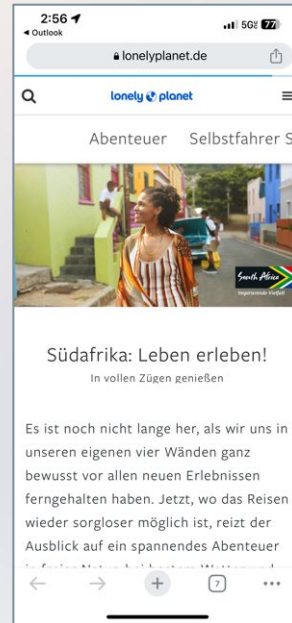 2:56
5G 77
◄ Outlook
lonelyplanet.de
lonely planet
Abenteuer Selbstfahrer S
South Africa
Südafrika: Leben erleben!
In vollen Zügen genießen
Es ist noch nicht lange her, als wir uns in
unseren eigenen vier Wänden ganz
bewusst vor allen neuen Erlebnissen
ferngehalten haben. Jetzt, wo das Reisen
wieder sorgloser möglich ist, reizt der
Ausblick auf ein spannendes Abenteuer
7